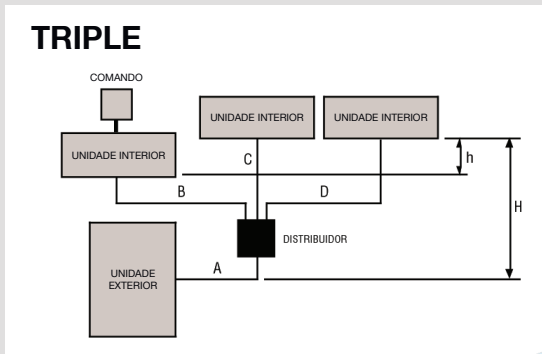 TRIPLE
COMANDO
UNIDADE INTERIOR
UNIDADE INTERIOR
UNIDADE INTERIOR
C
h
B
D
H
DISTRIBUIDOR
A
UNIDADE
EXTERIOR